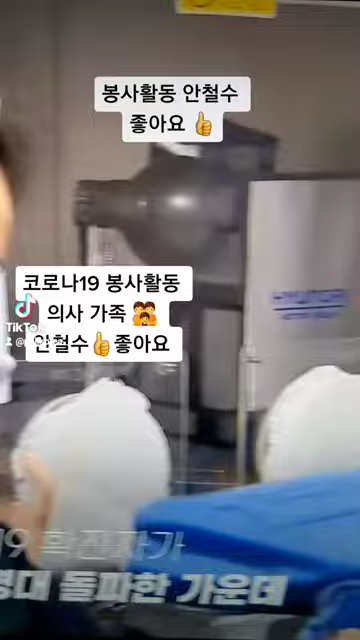 봉사활동 안철수
좋아요 👍
코로나19 봉사활동
의사 가족 👨‍👩‍👦
안철수👍좋아요
TikTok
19 확진자가
명대 돌파한 가운데